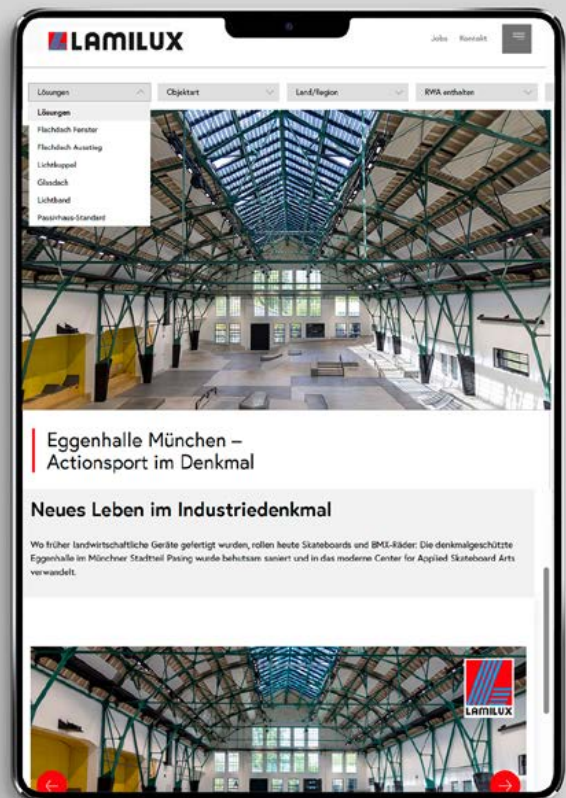 LAMILUX
Jobs Kontakt
Lösungen Objektart Land/Region RWA enthalten
Lösungen
Flachdach Fenster
Flachdach Ausstieg
Lichtkuppel
Glasdach
Lichtband
Passivhaus-Standard
Eggenhalle München –
Actionsport im Denkmal
Neues Leben im Industriedenkmal
Wo früher landwirtschaftliche Geräte gefertigt wurden, rollen heute Skateboards und BMX-Räder: Die denkmalgeschützte
Eggenhalle im Münchner Stadtteil Pasing wurde behutsam saniert und in das moderne Center for Applied Skateboard Arts
verwandelt.
LAMILUX